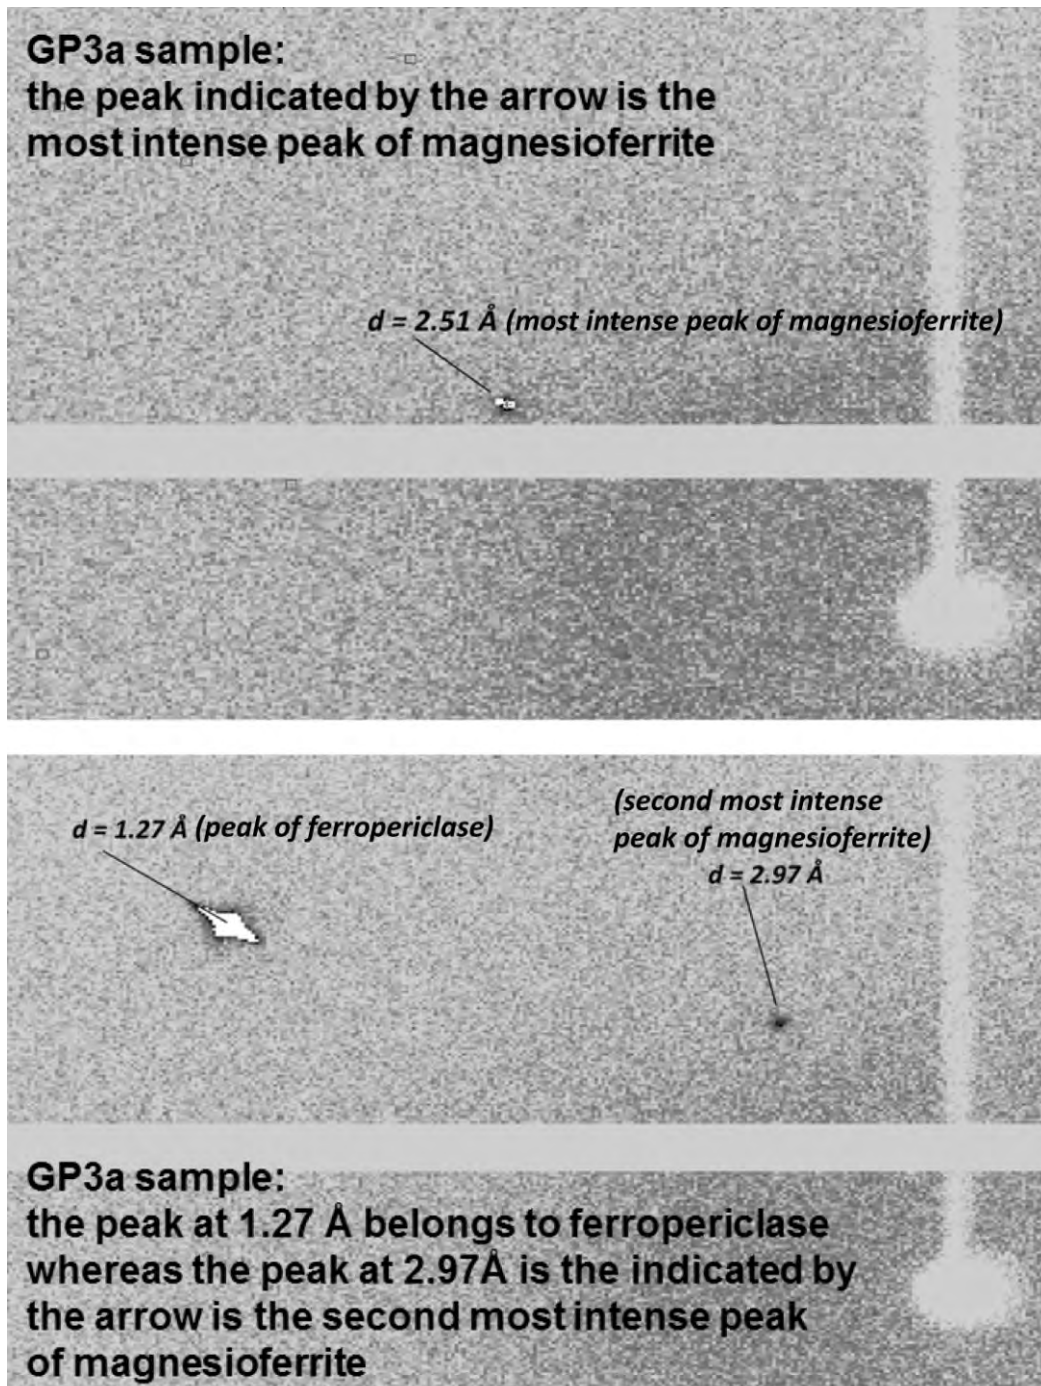 GP3a sample:
the peak indicated by the arrow is the
most intense peak of magnesioferrite
d = 2.51 Å (most intense peak of magnesioferrite)
d = 1.27 Å (peak of ferropericlase)
(second most intense
peak of magnesioferrite)
d = 2.97 Å
GP3a sample:
the peak at 1.27 Å belongs to ferropericlase
whereas the peak at 2.97Å is the indicated by
the arrow is the second most intense peak
of magnesioferrite